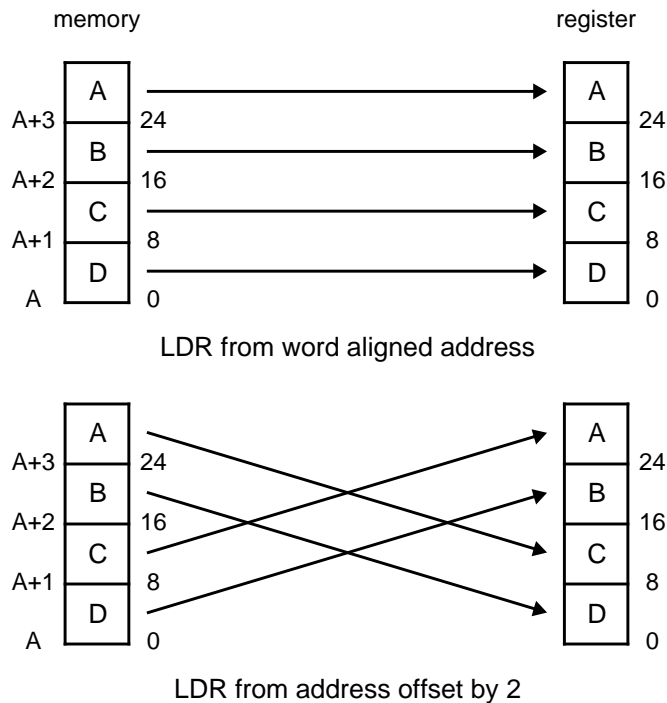 memory register
A A
A+3 24 24
B B
A+2 16 16
C C
A+1 8 8
D D
A 0 0
LDR from word aligned address
A A
A+3 24 24
B B
A+2 16 16
C C
A+1 8 8
D D
A 0 0
LDR from address offset by 2